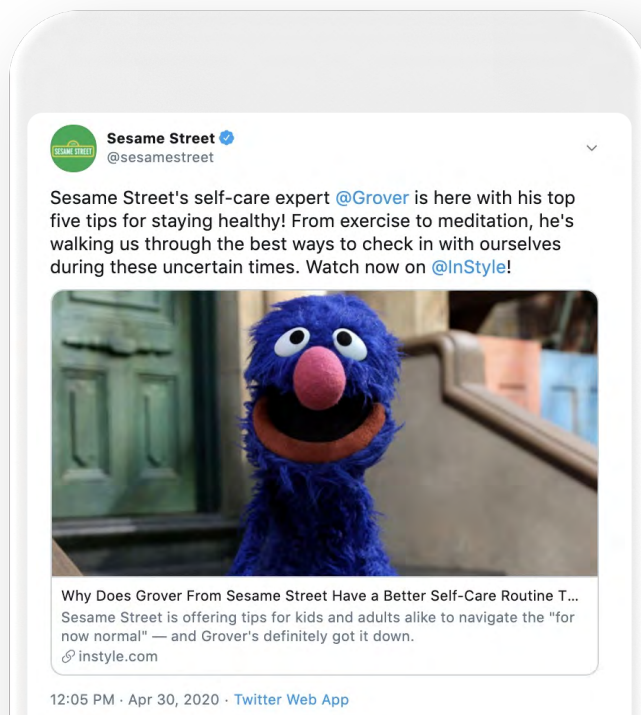 SESAME STREET
Sesame Street
@sesamestreet
Sesame Street's self-care expert @Grover is here with his top
five tips for staying healthy! From exercise to meditation, he's
walking us through the best ways to check in with ourselves
during these uncertain times. Watch now on @InStyle!
Why Does Grover From Sesame Street Have a Better Self-Care Routine T...
Sesame Street is offering tips for kids and adults alike to navigate the "for
now normal" — and Grover's definitely got it down.
instyle.com
12:05 PM · Apr 30, 2020 · Twitter Web App